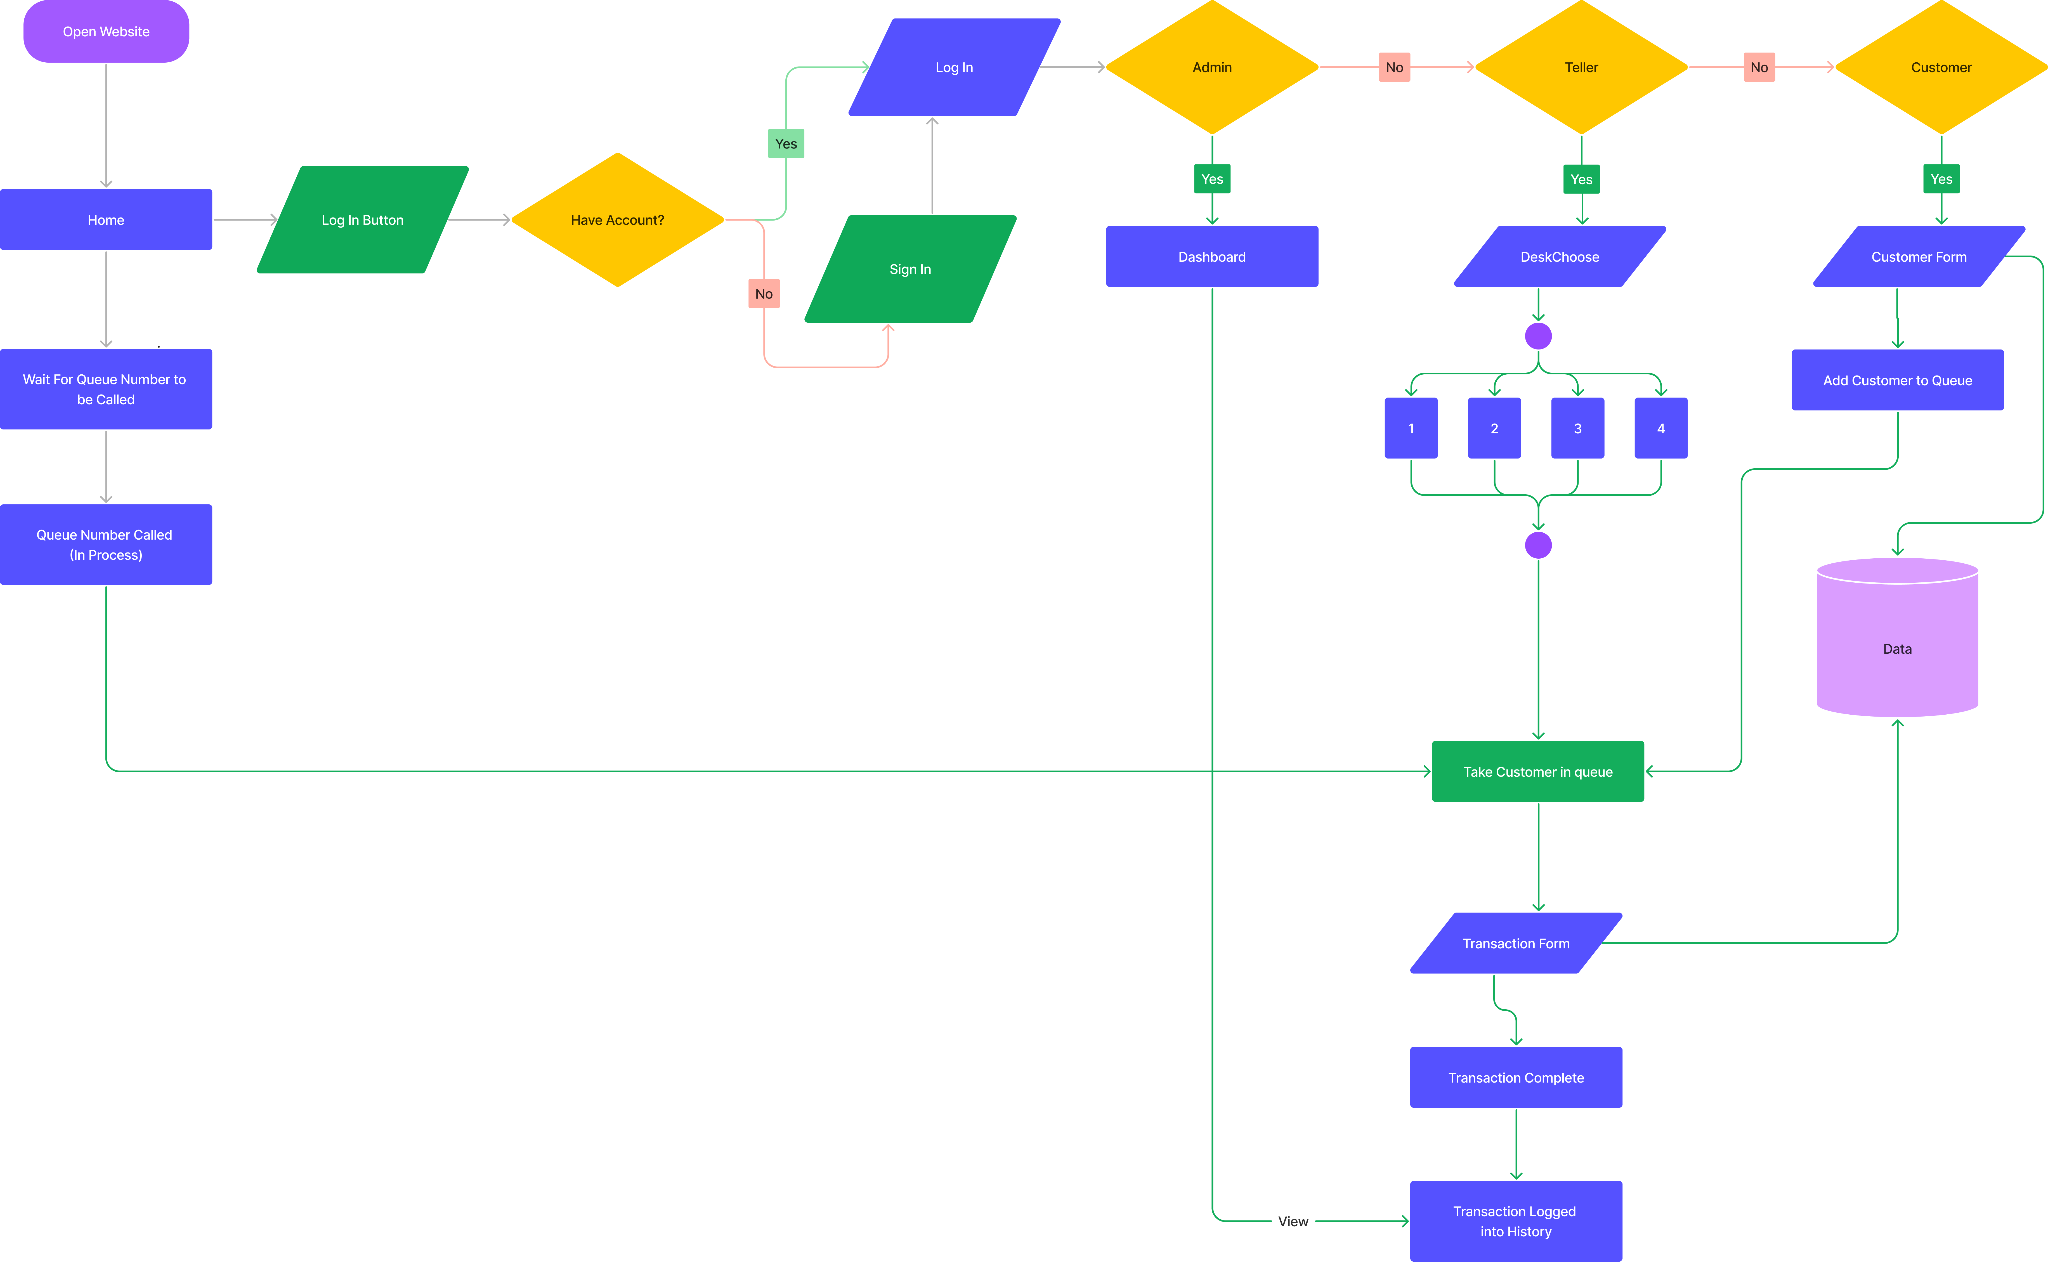 Open Website
Log In
Admin
No
Teller
No
Customer
Yes
Yes
Yes
Yes
Home
Log In Button
Have Account?
Sign In
Dashboard
DeskChoose
Customer Form
No
Wait For Queue Number to
be Called
Add Customer to Queue
1
2
3
4
Queue Number Called
(In Process)
Data
Take Customer in queue
Transaction Form
Transaction Complete
View
Transaction Logged
into History